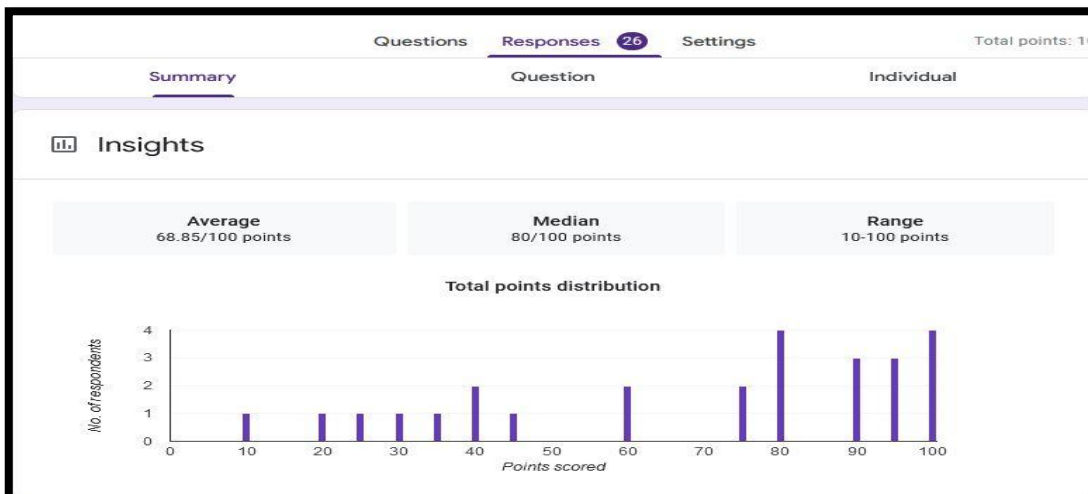 Questions Responses 26 Settings Total points:
Summary Question Individual
Insights
Average Median Range
68.85/100 points 80/100 points 10-100 points
Total points distribution
No. of respondents
4
3
2
1
0
0 10 20 30 40 50 60 70 80 90 100
Points scored